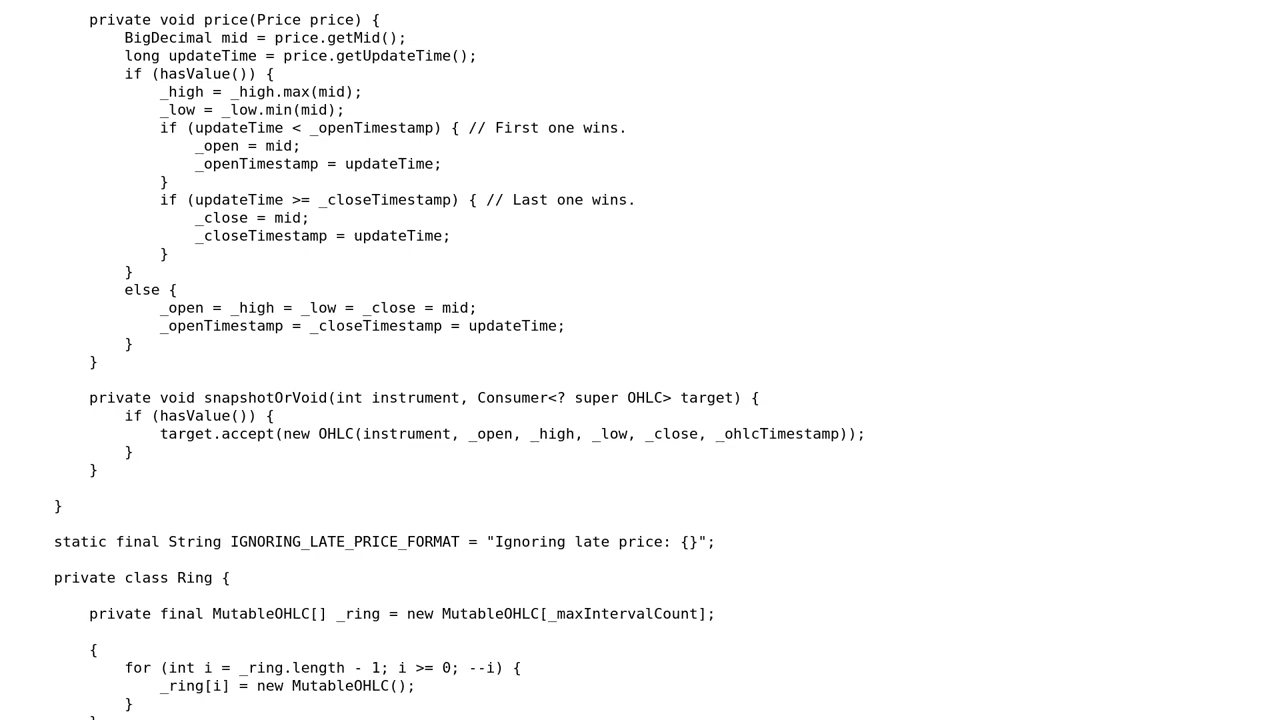 private void price(Price price) {
        BigDecimal mid = price.getMid();
        long updateTime = price.getUpdateTime();
        if (hasValue()) {
            _high = _high.max(mid);
            _low = _low.min(mid);
            if (updateTime < _openTimestamp) { // First one wins.
                _open = mid;
                _openTimestamp = updateTime;
            }
            if (updateTime >= _closeTimestamp) { // Last one wins.
                _close = mid;
                _closeTimestamp = updateTime;
            }
        }
        else {
            _open = _high = _low = _close = mid;
            _openTimestamp = _closeTimestamp = updateTime;
        }
    }

    private void snapshotOrVoid(int instrument, Consumer<? super OHLC> target) {
        if (hasValue()) {
            target.accept(new OHLC(instrument, _open, _high, _low, _close, _ohlcTimestamp));
        }
    }

}

static final String IGNORING_LATE_PRICE_FORMAT = "Ignoring late price: {}";

private class Ring {

    private final MutableOHLC[] _ring = new MutableOHLC[_maxIntervalCount];

    {
        for (int i = _ring.length - 1; i >= 0; --i) {
            _ring[i] = new MutableOHLC();
        }
    }